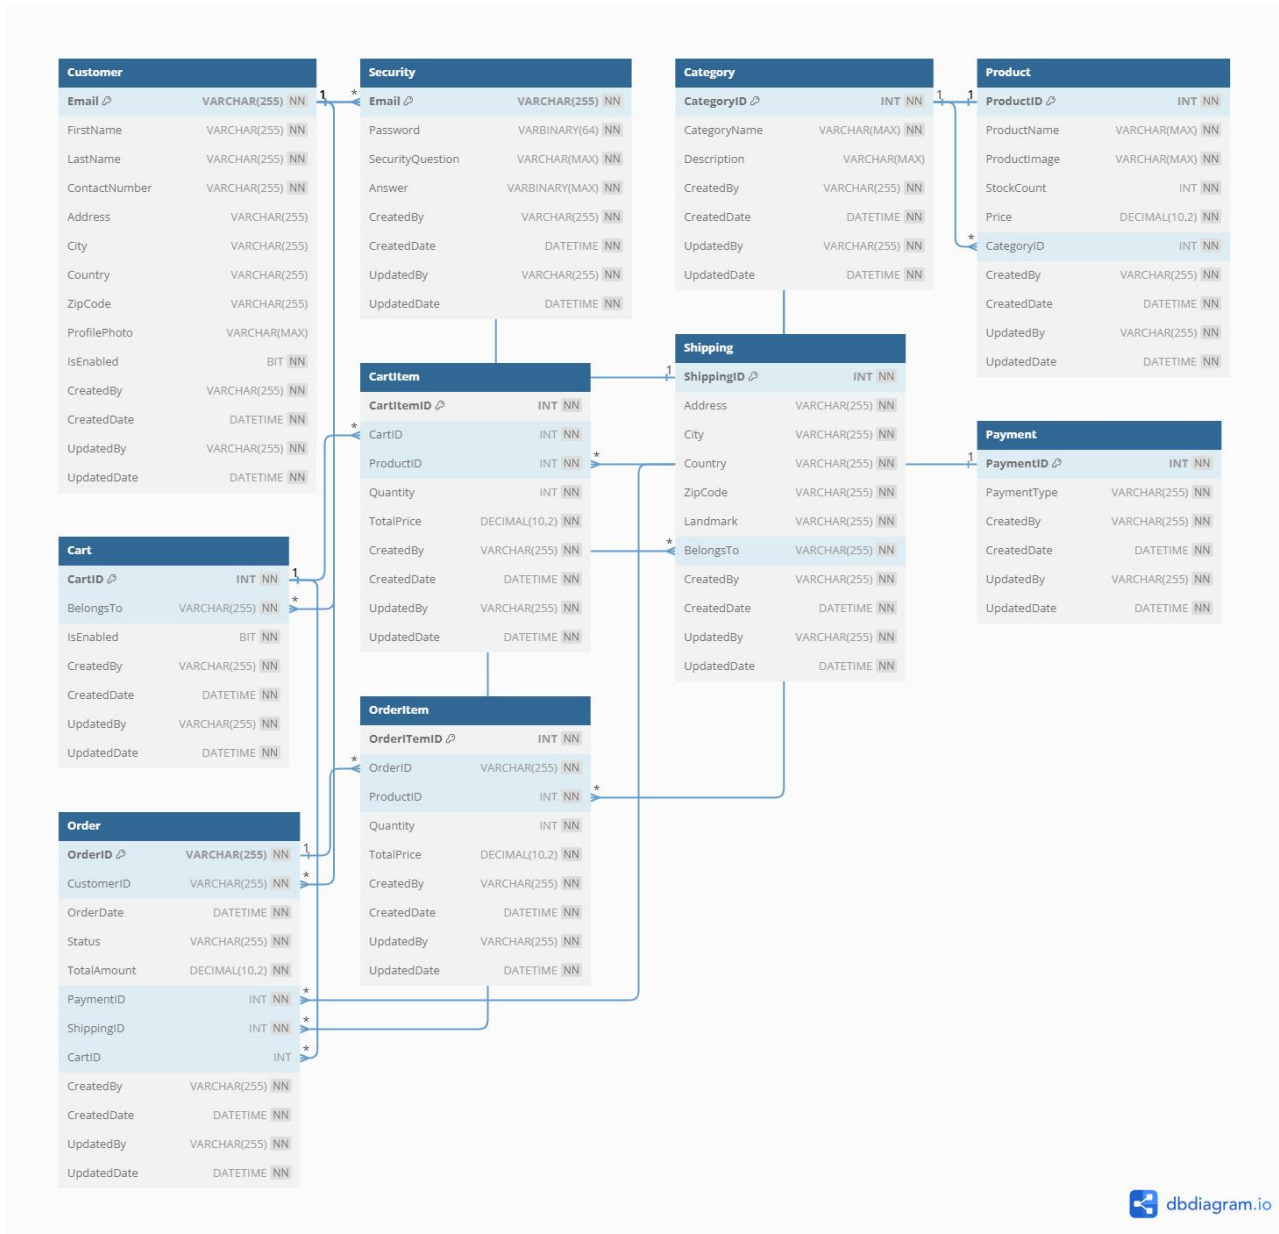 Customer
Email VARCHAR(255) NN
FirstName VARCHAR(255) NN
LastName VARCHAR(255) NN
ContactNumber VARCHAR(255) NN
Address VARCHAR(255)
City VARCHAR(255)
Country VARCHAR(255)
ZipCode VARCHAR(255)
ProfilePhoto VARCHAR(MAX)
IsEnabled BIT NN
CreatedBy VARCHAR(255) NN
CreatedDate DATETIME NN
UpdatedBy VARCHAR(255) NN
UpdatedDate DATETIME NN
1
*
Security
Email VARCHAR(255) NN
Password VARBINARY(64) NN
SecurityQuestion VARCHAR(MAX) NN
Answer VARBINARY(MAX) NN
CreatedBy VARCHAR(255) NN
CreatedDate DATETIME NN
UpdatedBy VARCHAR(255) NN
UpdatedDate DATETIME NN
Category
CategoryID INT NN
CategoryName VARCHAR(MAX) NN
Description VARCHAR(MAX)
CreatedBy VARCHAR(255) NN
CreatedDate DATETIME NN
UpdatedBy VARCHAR(255) NN
UpdatedDate DATETIME NN
1
1
*
Product
ProductID INT NN
ProductName VARCHAR(MAX) NN
ProductImage VARCHAR(MAX) NN
StockCount INT NN
Price DECIMAL(10,2) NN
CategoryID INT NN
CreatedBy VARCHAR(255) NN
CreatedDate DATETIME NN
UpdatedBy VARCHAR(255) NN
UpdatedDate DATETIME NN
*
CartItem
CartItemID INT NN
CartID INT NN
ProductID INT NN
Quantity INT NN
TotalPrice DECIMAL(10,2) NN
CreatedBy VARCHAR(255) NN
CreatedDate DATETIME NN
UpdatedBy VARCHAR(255) NN
UpdatedDate DATETIME NN
*
1
*
Shipping
ShippingID INT NN
Address VARCHAR(255) NN
City VARCHAR(255) NN
Country VARCHAR(255) NN
ZipCode VARCHAR(255) NN
Landmark VARCHAR(255) NN
BelongsTo VARCHAR(255) NN
CreatedBy VARCHAR(255) NN
CreatedDate DATETIME NN
UpdatedBy VARCHAR(255) NN
UpdatedDate DATETIME NN
1
Payment
PaymentID INT NN
PaymentType VARCHAR(255) NN
CreatedBy VARCHAR(255) NN
CreatedDate DATETIME NN
UpdatedBy VARCHAR(255) NN
UpdatedDate DATETIME NN
Cart
CartID INT NN
BelongsTo VARCHAR(255) NN
IsEnabled BIT NN
CreatedBy VARCHAR(255) NN
CreatedDate DATETIME NN
UpdatedBy VARCHAR(255) NN
UpdatedDate DATETIME NN
1
*
*
OrderItem
OrderITemID INT NN
OrderID VARCHAR(255) NN
ProductID INT NN
Quantity INT NN
TotalPrice DECIMAL(10,2) NN
CreatedBy VARCHAR(255) NN
CreatedDate DATETIME NN
UpdatedBy VARCHAR(255) NN
UpdatedDate DATETIME NN
*
Order
OrderID VARCHAR(255) NN
CustomerID VARCHAR(255) NN
OrderDate DATETIME NN
Status VARCHAR(255) NN
TotalAmount DECIMAL(10,2) NN
PaymentID INT NN
ShippingID INT NN
CartID INT
CreatedBy VARCHAR(255) NN
CreatedDate DATETIME NN
UpdatedBy VARCHAR(255) NN
UpdatedDate DATETIME NN
1
*
*
*
*
dbdiagram.io